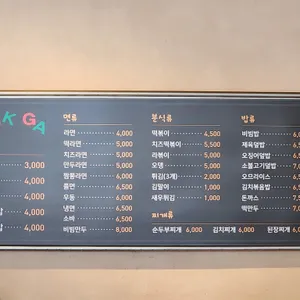 K GA
3,000
4,000
4,000
4,000
면류
라면 4,000
떡라면 5,000
치즈라면 5,000
만두라면 5,000
짬뽕라면 6,000
쫄면 6,500
우동 6,000
냉면 6,500
소바 6,500
비빔만두 8,000
분식류
떡볶이 4,500
치즈떡볶이 5,500
라볶이 5,000
오뎅 5,000
튀김(3개) 2,000
김말이 1,000
새우튀김 1,000
찌개류
순두부찌개 6,000 김치찌개 6,000 된장찌개
밥류
비빔밥
제육덮밥
오징어덮밥
소불고기덮밥
오므라이스
김치볶음밥
돈까스
떡만두